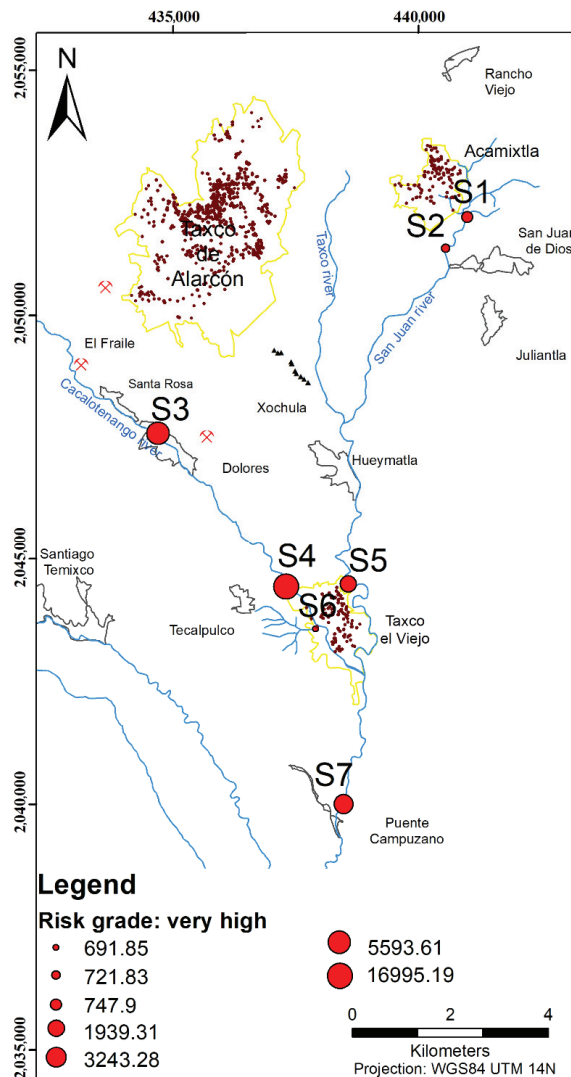 435,000
440,000
2,055,000
N
Rancho
Viejo
Acamixtla
S1
S2
San Juan
de Dios
Taxco
de
Alarcón
Taxco river
2,050,000
San Juan river
El Fraile
Juliantla
Santa Rosa
Xochula
Cacalotenango river
S3
Dolores
Hueymatla
2,045,000
Santiago
Temixco
S4
S5
S6
Tecalpulco
Taxco
el Viejo
2,040,000
S7
Puente
Campuzano
Legend
Risk grade: very high
691.85
721.83
747.9
1939.31
3243.28
5593.61
16995.19
0
2
4
Kilometers
Projection: WGS84 UTM 14N
2,035,000